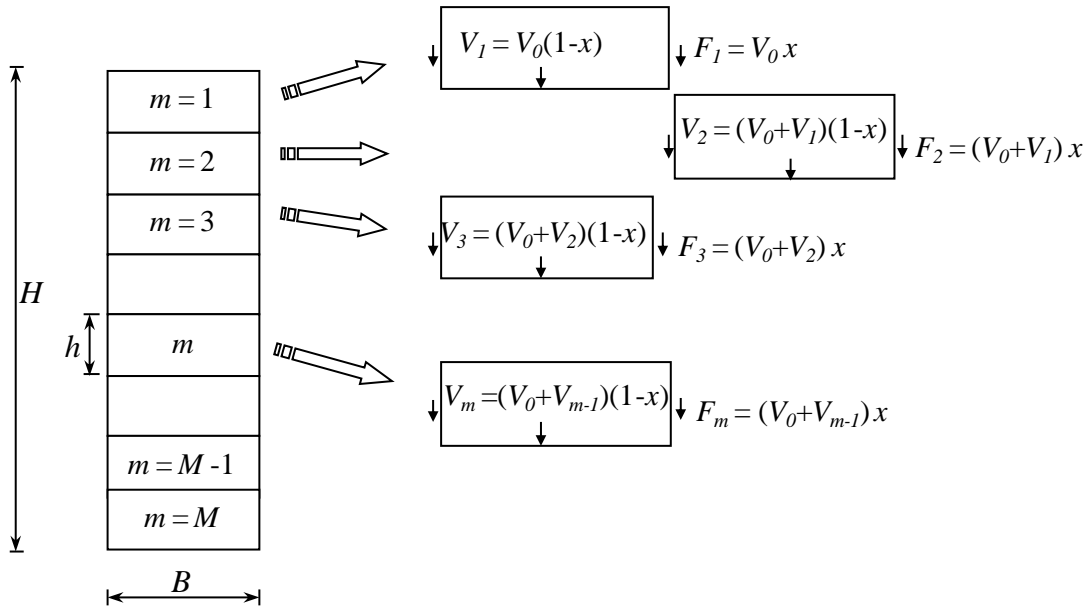 V₁ = V₀(1-x)
F₁ = V₀ x
m = 1
V₂ = (V₀+V₁)(1-x)
F₂ = (V₀+V₁) x
m = 2
m = 3
V₃ = (V₀+V₂)(1-x)
F₃ = (V₀+V₂) x
H
h
m
Vₘ =(V₀+Vₘ₋₁)(1-x)
Fₘ = (V₀+Vₘ₋₁)x
m = M -1
m = M
B